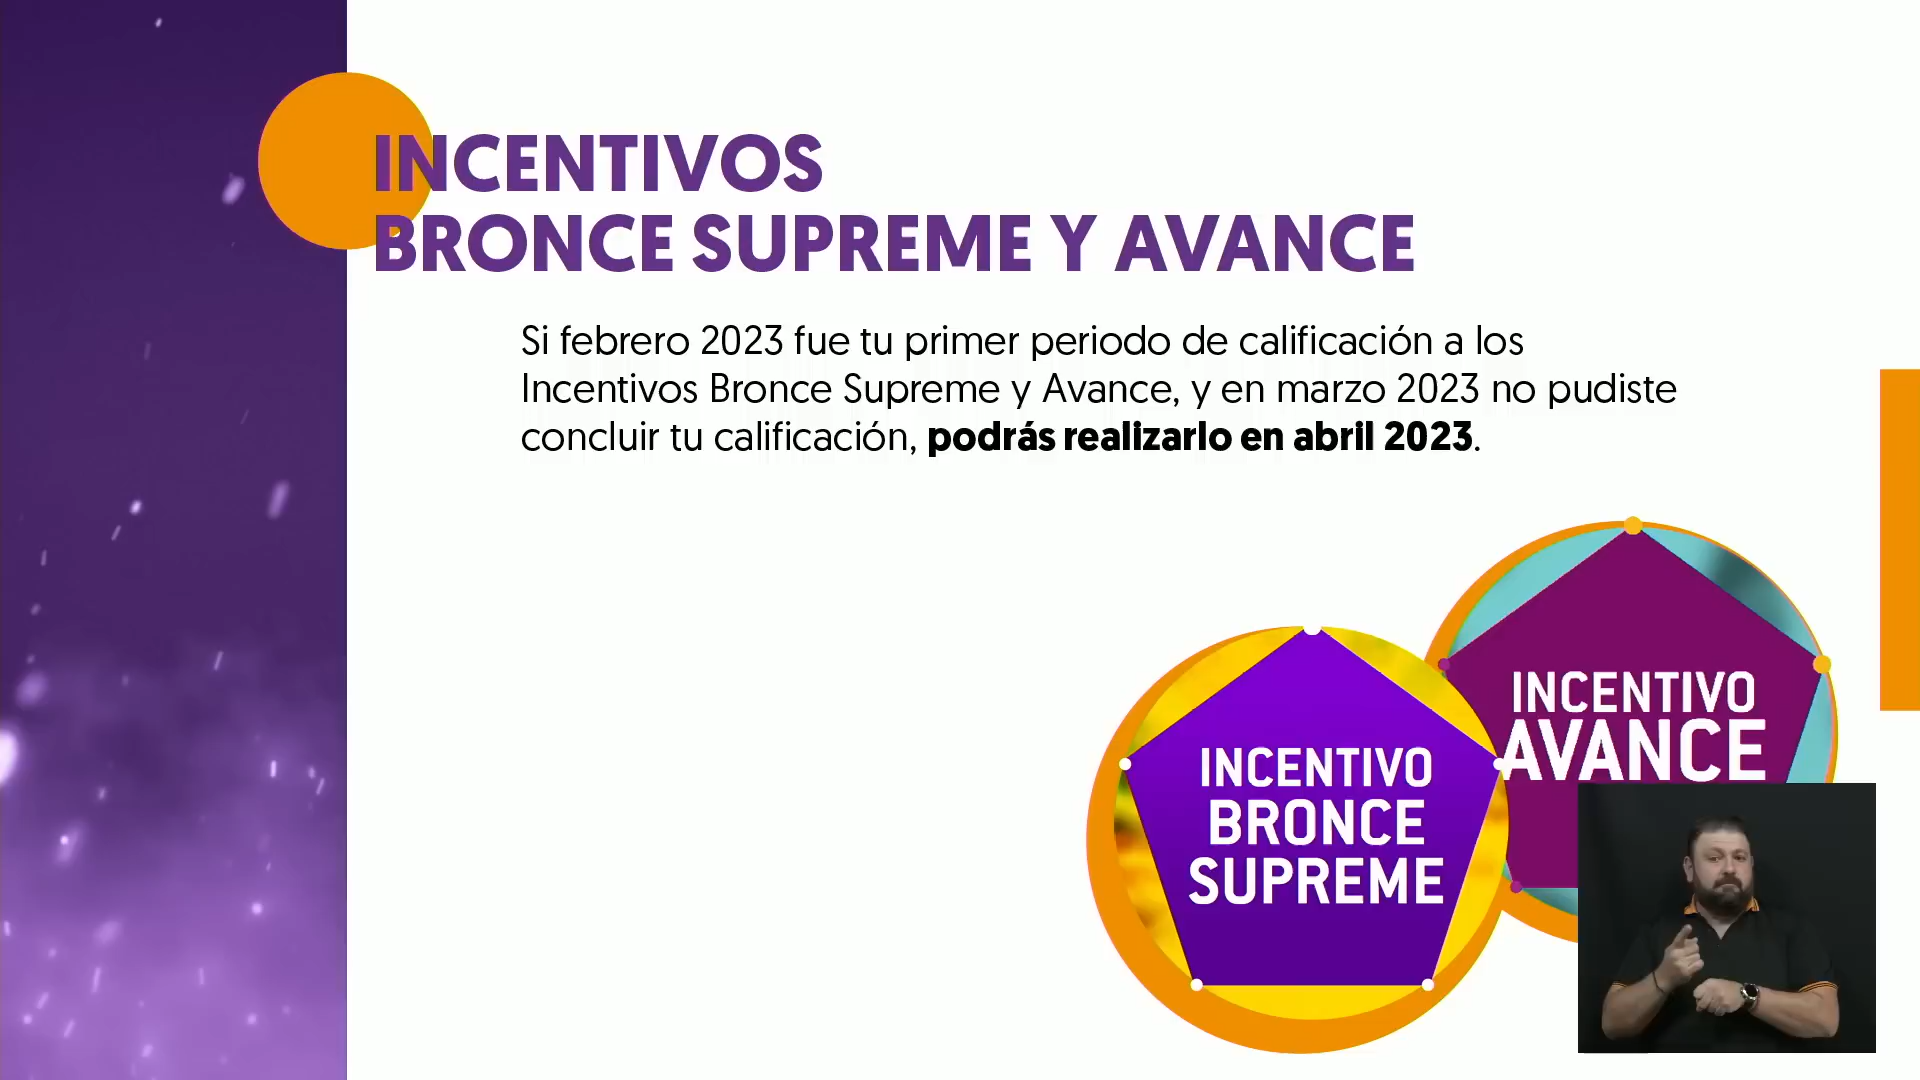 INCENTIVOS
BRONCE SUPREME Y AVANCE
Si febrero 2023 fue tu primer periodo de calificación a los
Incentivos Bronce Supreme y Avance, y en marzo 2023 no pudiste
concluir tu calificación, podrás realizarlo en abril 2023.
INCENTIVO
AVANCE
INCENTIVO
BRONCE
SUPREME